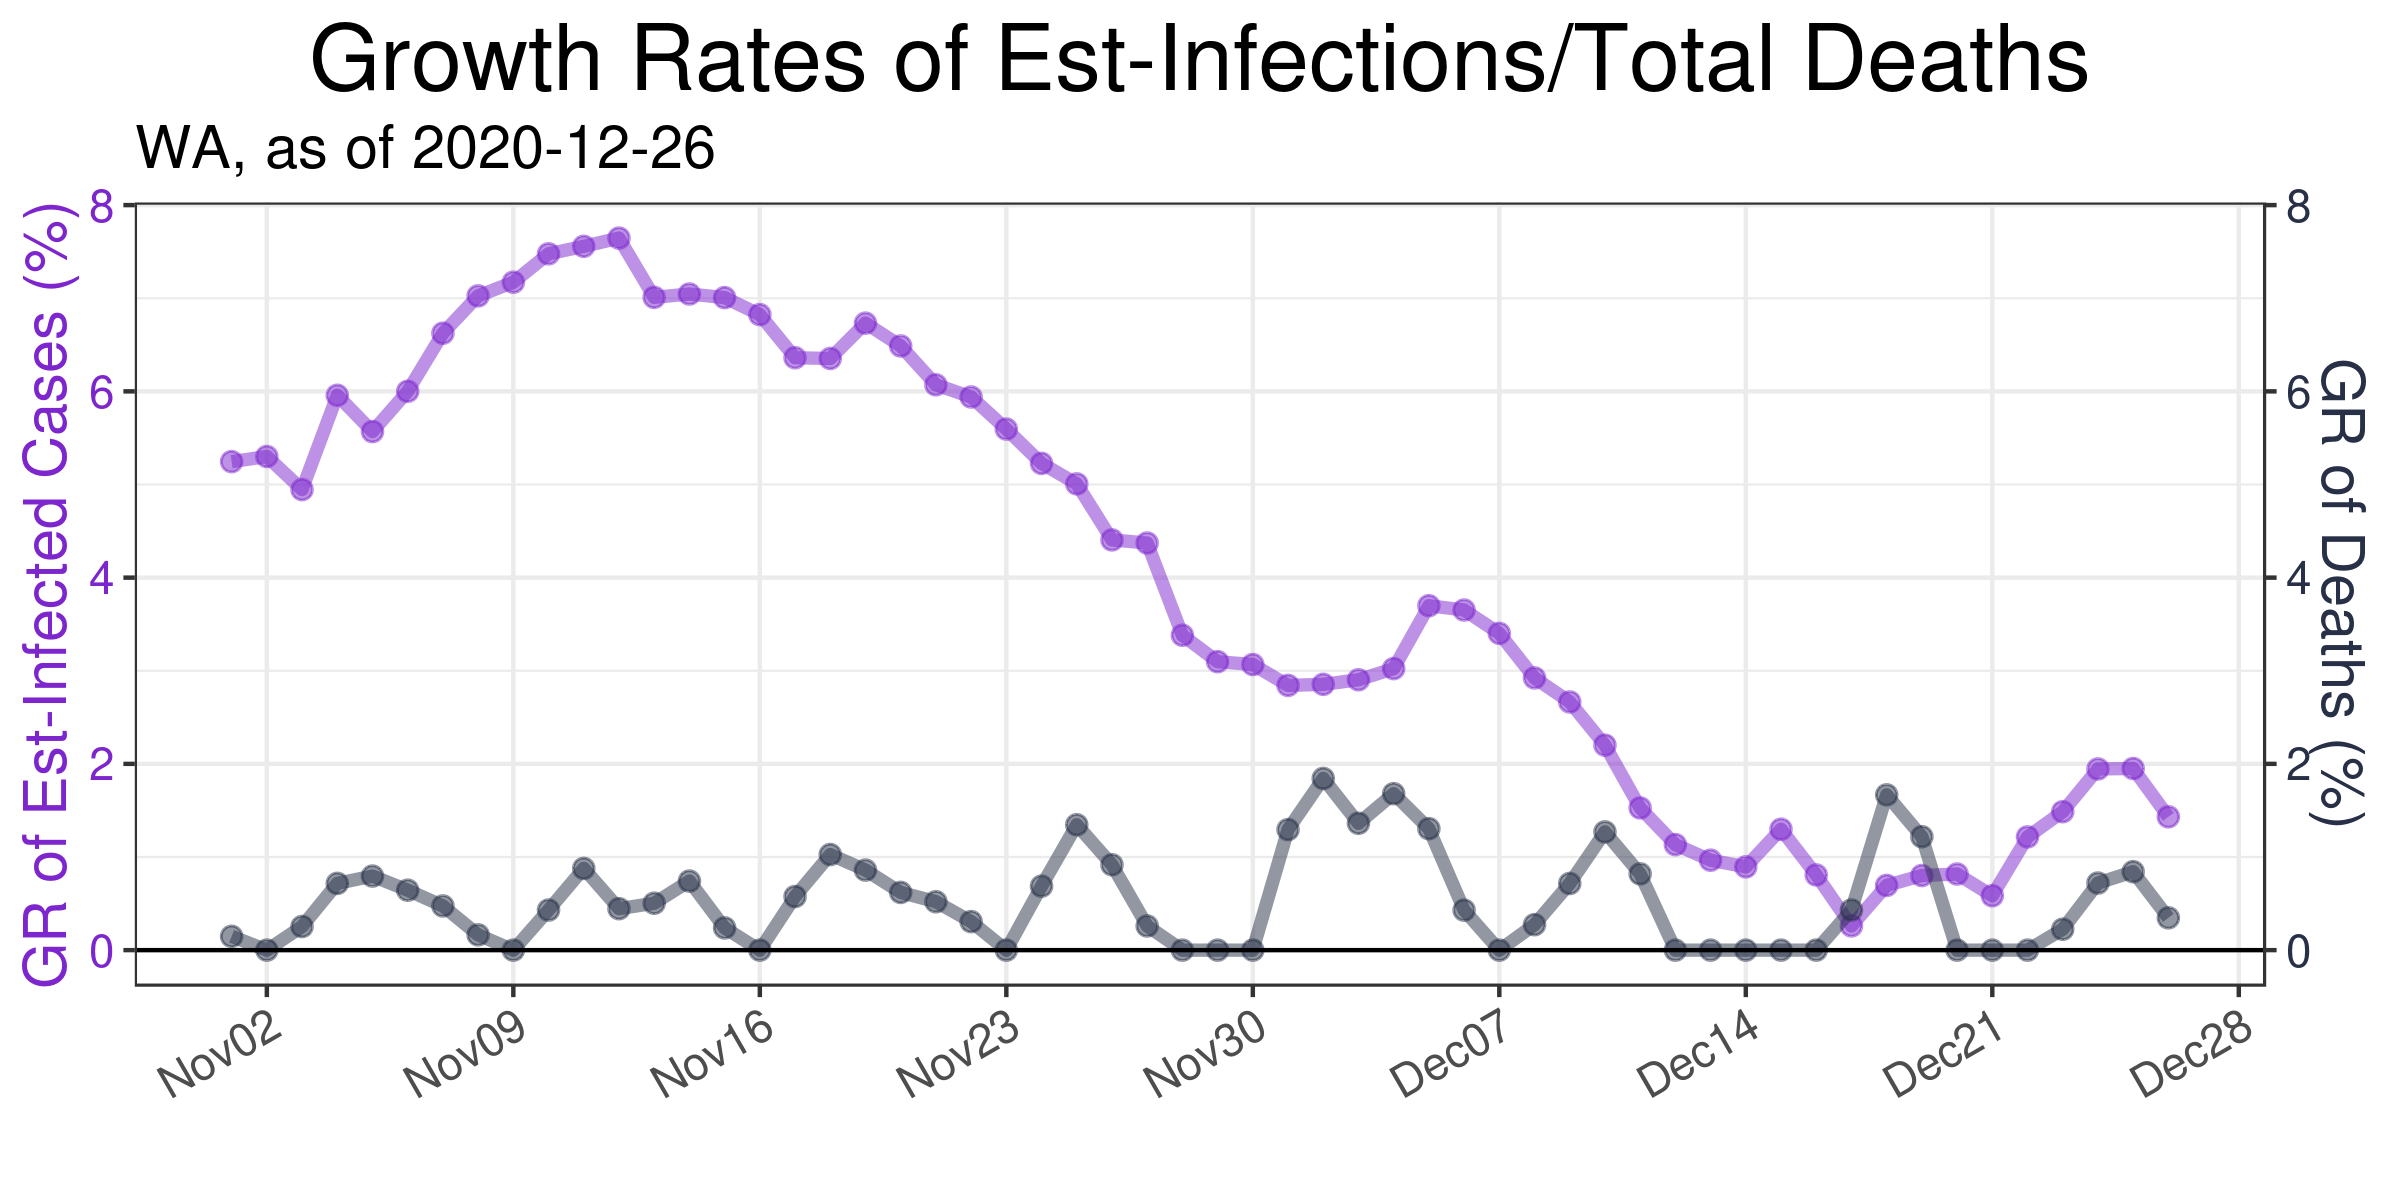 Growth Rates of Est-Infections/Total Deaths
WA, as of 2020-12-26
GR of Est-Infected Cases (%)
8
6
4
2
0
8
6
4
2
0
GR of Deaths (%)
Nov02
Nov09
Nov16
Nov23
Nov30
Dec07
Dec14
Dec21
Dec28